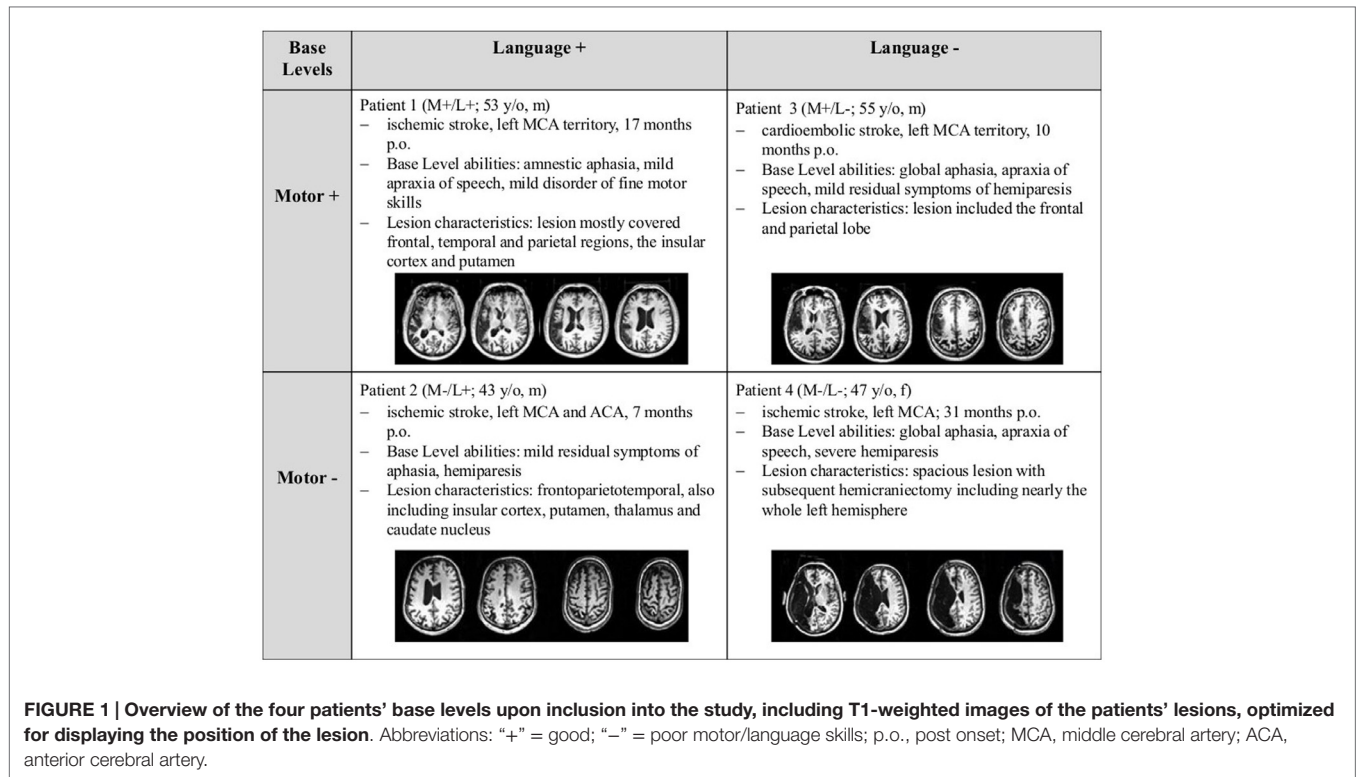 Base
Levels
Language +
Language -
Motor +
Patient 1 (M+/L+; 53 y/o, m)
– ischemic stroke, left MCA territory, 17 months
p.o.
– Base Level abilities: amnestic aphasia, mild
apraxia of speech, mild disorder of fine motor
skills
– Lesion characteristics: lesion mostly covered
frontal, temporal and parietal regions, the insular
cortex and putamen
Patient 3 (M+/L-; 55 y/o, m)
– cardioembolic stroke, left MCA territory, 10
months p.o.
– Base Level abilities: global aphasia, apraxia of
speech, mild residual symptoms of hemiparesis
– Lesion characteristics: lesion included the frontal
and parietal lobe
Motor -
Patient 2 (M-/L+; 43 y/o, m)
– ischemic stroke, left MCA and ACA, 7 months
p.o.
– Base Level abilities: mild residual symptoms of
aphasia, hemiparesis
– Lesion characteristics: frontoparietotemporal, also
including insular cortex, putamen, thalamus and
caudate nucleus
Patient 4 (M-/L-; 47 y/o, f)
– ischemic stroke, left MCA; 31 months p.o.
– Base Level abilities: global aphasia, apraxia of
speech, severe hemiparesis
– Lesion characteristics: spacious lesion with
subsequent hemicraniectomy including nearly the
whole left hemisphere
FIGURE 1 | Overview of the four patients’ base levels upon inclusion into the study, including T1-weighted images of the patients’ lesions, optimized
for displaying the position of the lesion. Abbreviations: “+” = good; “−” = poor motor/language skills; p.o., post onset; MCA, middle cerebral artery; ACA,
anterior cerebral artery.